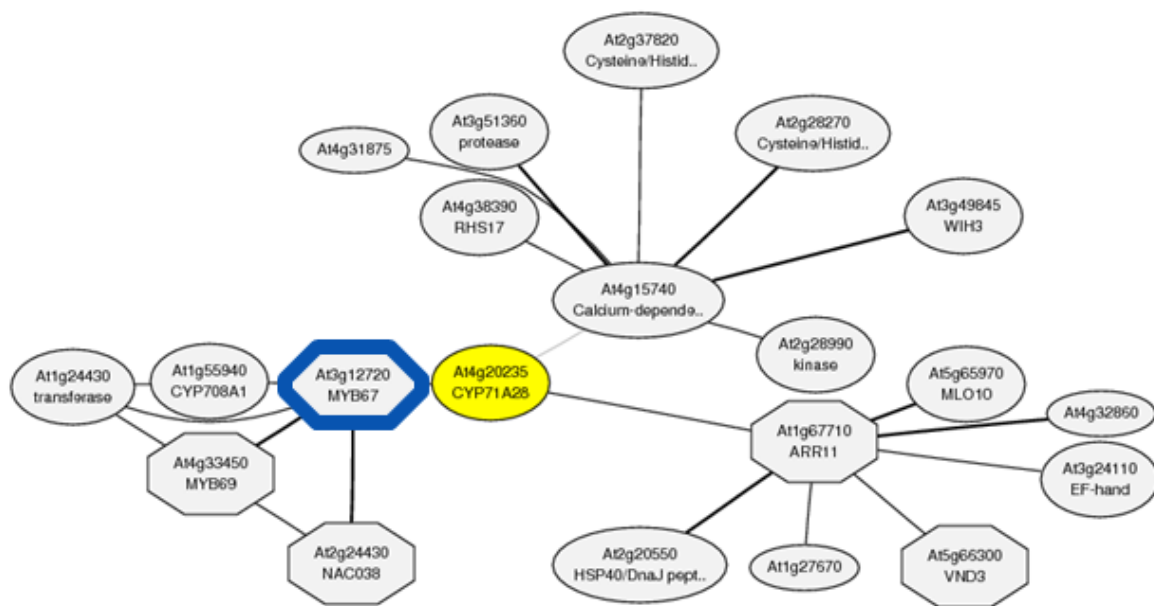 At2g37820
Cysteine/Histid..
At3g51360
protease
At2g28270
Cysteine/Histid..
At4g31875
At4g38390
RHS17
At3g49845
WIH3
At4g15740
Calcium-depende..
At2g28990
kinase
At1g24430
transferase
At1g55940
CYP708A1
At3g12720
MYB67
At4g20235
CYP71A28
At5g65970
MLO10
At4g32860
At1g67710
ARR11
At3g24110
EF-hand
At4g33450
MYB69
At2g24430
NAC038
At2g20550
HSP40/DnaJ pept..
At1g27670
At5g66300
VND3